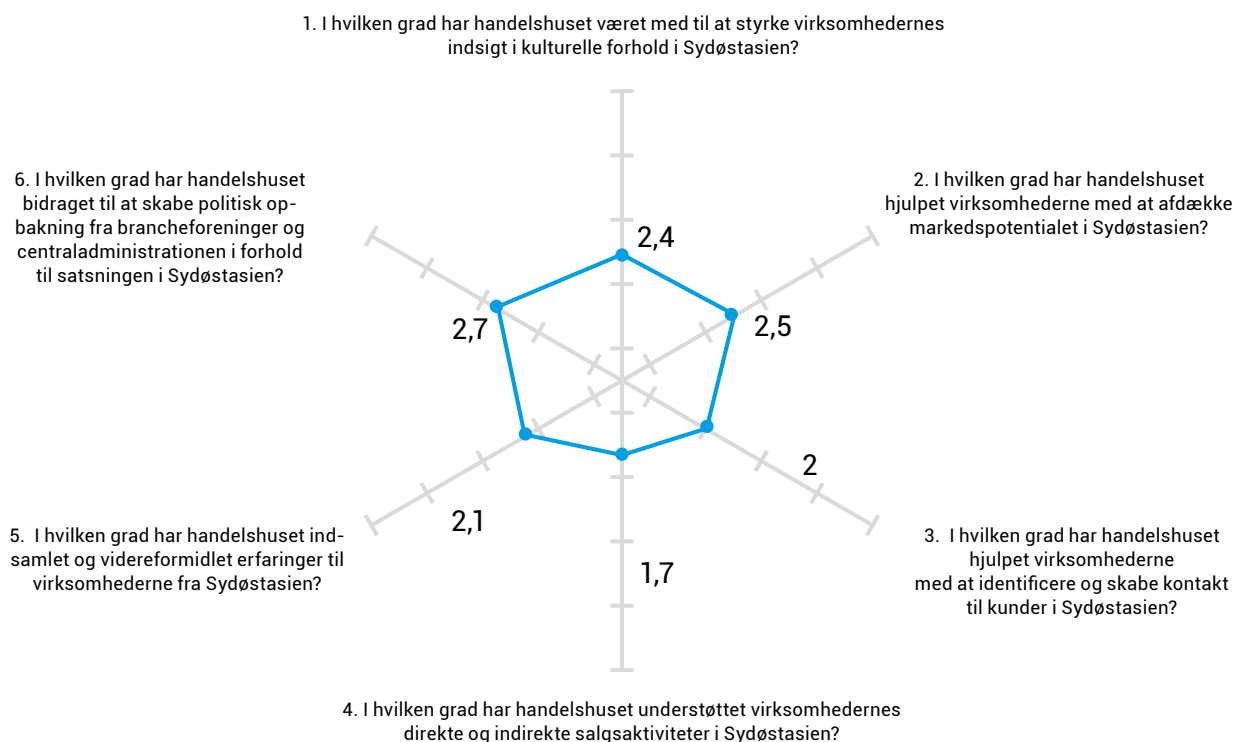 1. I hvilken grad har handelshuset været med til at styrke virksomhedernes
indsigt i kulturelle forhold i Sydøstasien?
2,4
2. I hvilken grad har handelshuset
hjulpet virksomhederne med at afdække
markedspotentialet i Sydøstasien?
2,5
3. I hvilken grad har handelshuset
hjulpet virksomhederne
med at identificere og skabe kontakt
til kunder i Sydøstasien?
2
4. I hvilken grad har handelshuset understøttet virksomhedernes
direkte og indirekte salgsaktiviteter i Sydøstasien?
1,7
5. I hvilken grad har handelshuset ind-
samlet og videreformidlet erfaringer til
virksomhederne fra Sydøstasien?
2,1
6. I hvilken grad har handelshuset
bidraget til at skabe politisk op-
bakning fra brancheforeninger og
centraladministrationen i forhold
til satsningen i Sydøstasien?
2,7